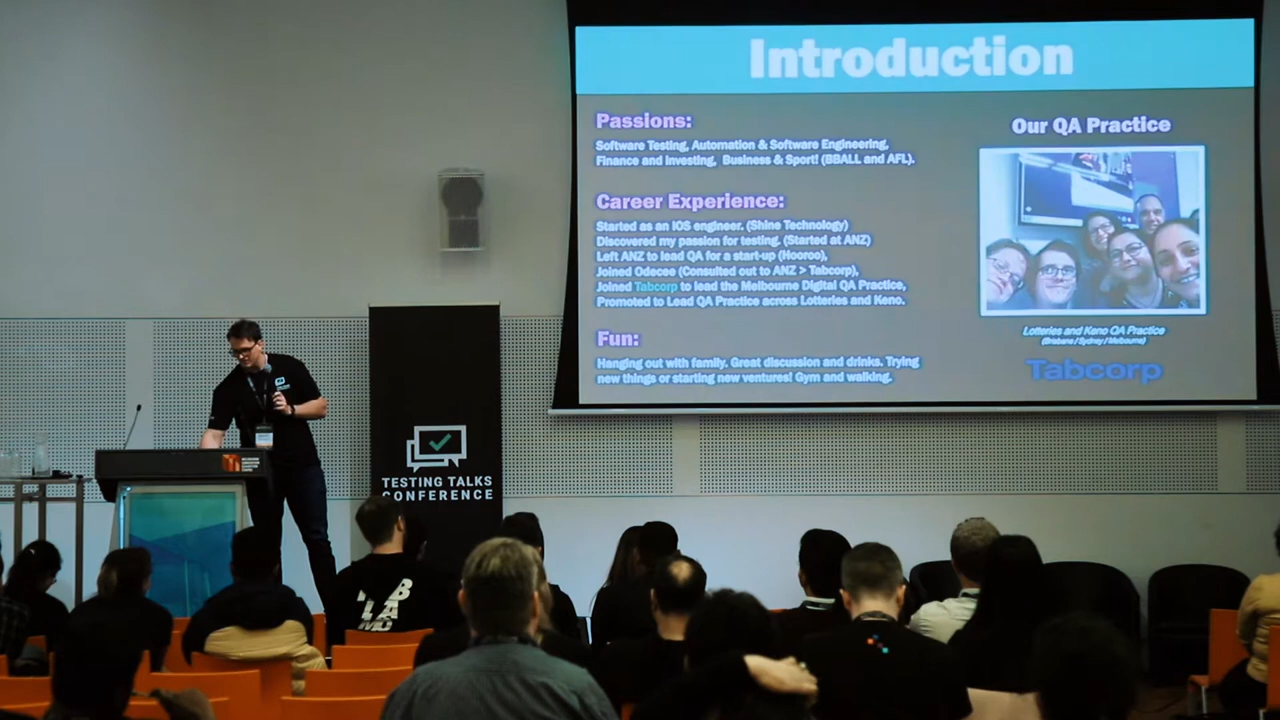 Introduction
Passions:
Software Testing, Automation & Software Engineering,
Finance and Investing, Business & Sport! (BBALL and AFL).
Career Experience:
Started as an IOS engineer. (Shine Technology)
Discovered my passion for testing. (Started at ANZ)
Left ANZ to lead QA for a start-up (Hooroo),
Joined Odecee (Consulted out to ANZ > Tabcorp),
Joined Tabcorp to lead the Melbourne Digital QA Practice,
Promoted to Lead QA Practice across Lotteries and Keno.
Fun:
Hanging out with family. Great discussion and drinks. Trying
new things or starting new ventures! Gym and walking.
Our QA Practice
Lotteries and Keno QA Practice
(Brisbane / Sydney / Melbourne)
Tabcorp
TESTING TALKS
CONFERENCE